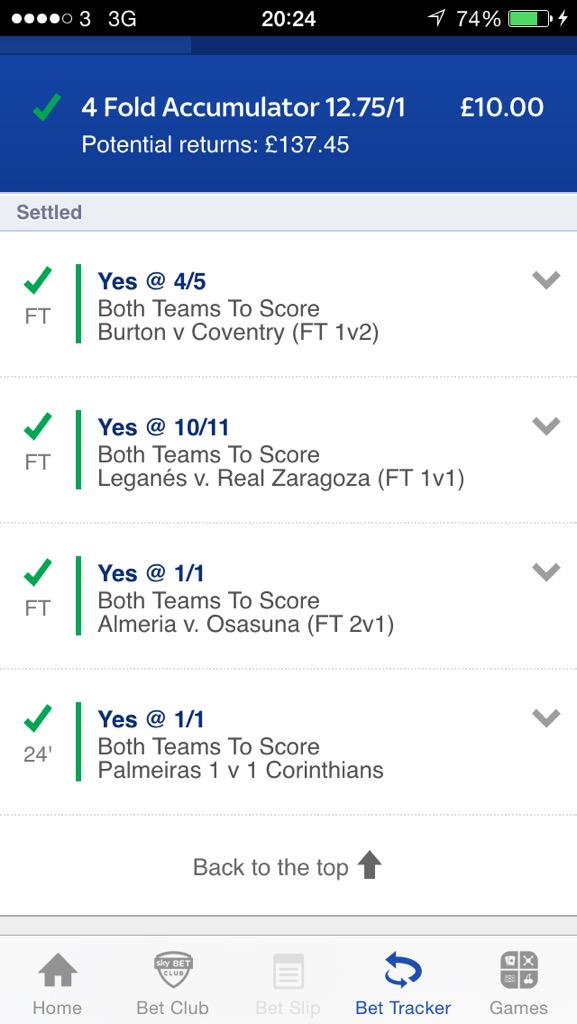 3 3G 20:24 74%
4 Fold Accumulator 12.75/1 £10.00
Potential returns: £137.45
Settled
Yes @ 4/5
Both Teams To Score
FT
Burton v Coventry (FT 1v2)
Yes @ 10/11
Both Teams To Score
FT
Leganés v. Real Zaragoza (FT 1v1)
Yes @ 1/1
Both Teams To Score
FT
Almeria v. Osasuna (FT 2v1)
Yes @ 1/1
Both Teams To Score
24'
Palmeiras 1 v 1 Corinthians
Back to the top
sky BET
CLUB
Home Bet Club Bet Slip Bet Tracker Games